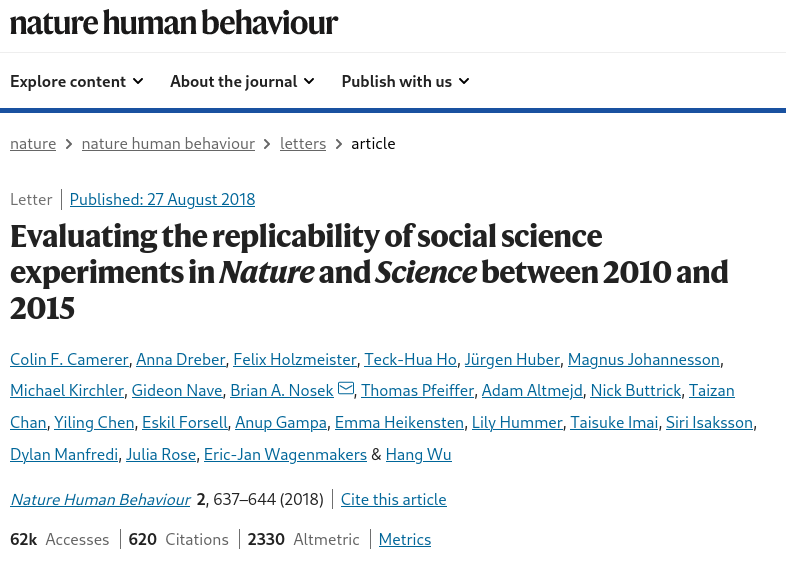 nature human behaviour
Explore content About the journal Publish with us
nature > nature human behaviour > letters > article
Letter | Published: 27 August 2018
Evaluating the replicability of social science
experiments in Nature and Science between 2010 and
2015
Colin F. Camerer, Anna Dreber, Felix Holzmeister, Teck-Hua Ho, Jürgen Huber, Magnus Johannesson,
Michael Kirchler, Gideon Nave, Brian A. Nosek, Thomas Pfeiffer, Adam Altmejd, Nick Buttrick, Taizan
Chan, Yiling Chen, Eskil Forsell, Anup Gampa, Emma Heikensten, Lily Hummer, Taisuke Imai, Siri Isaksson,
Dylan Manfredi, Julia Rose, Eric-Jan Wagenmakers & Hang Wu
Nature Human Behaviour 2, 637–644 (2018) | Cite this article
62k Accesses | 620 Citations | 2330 Altmetric | Metrics